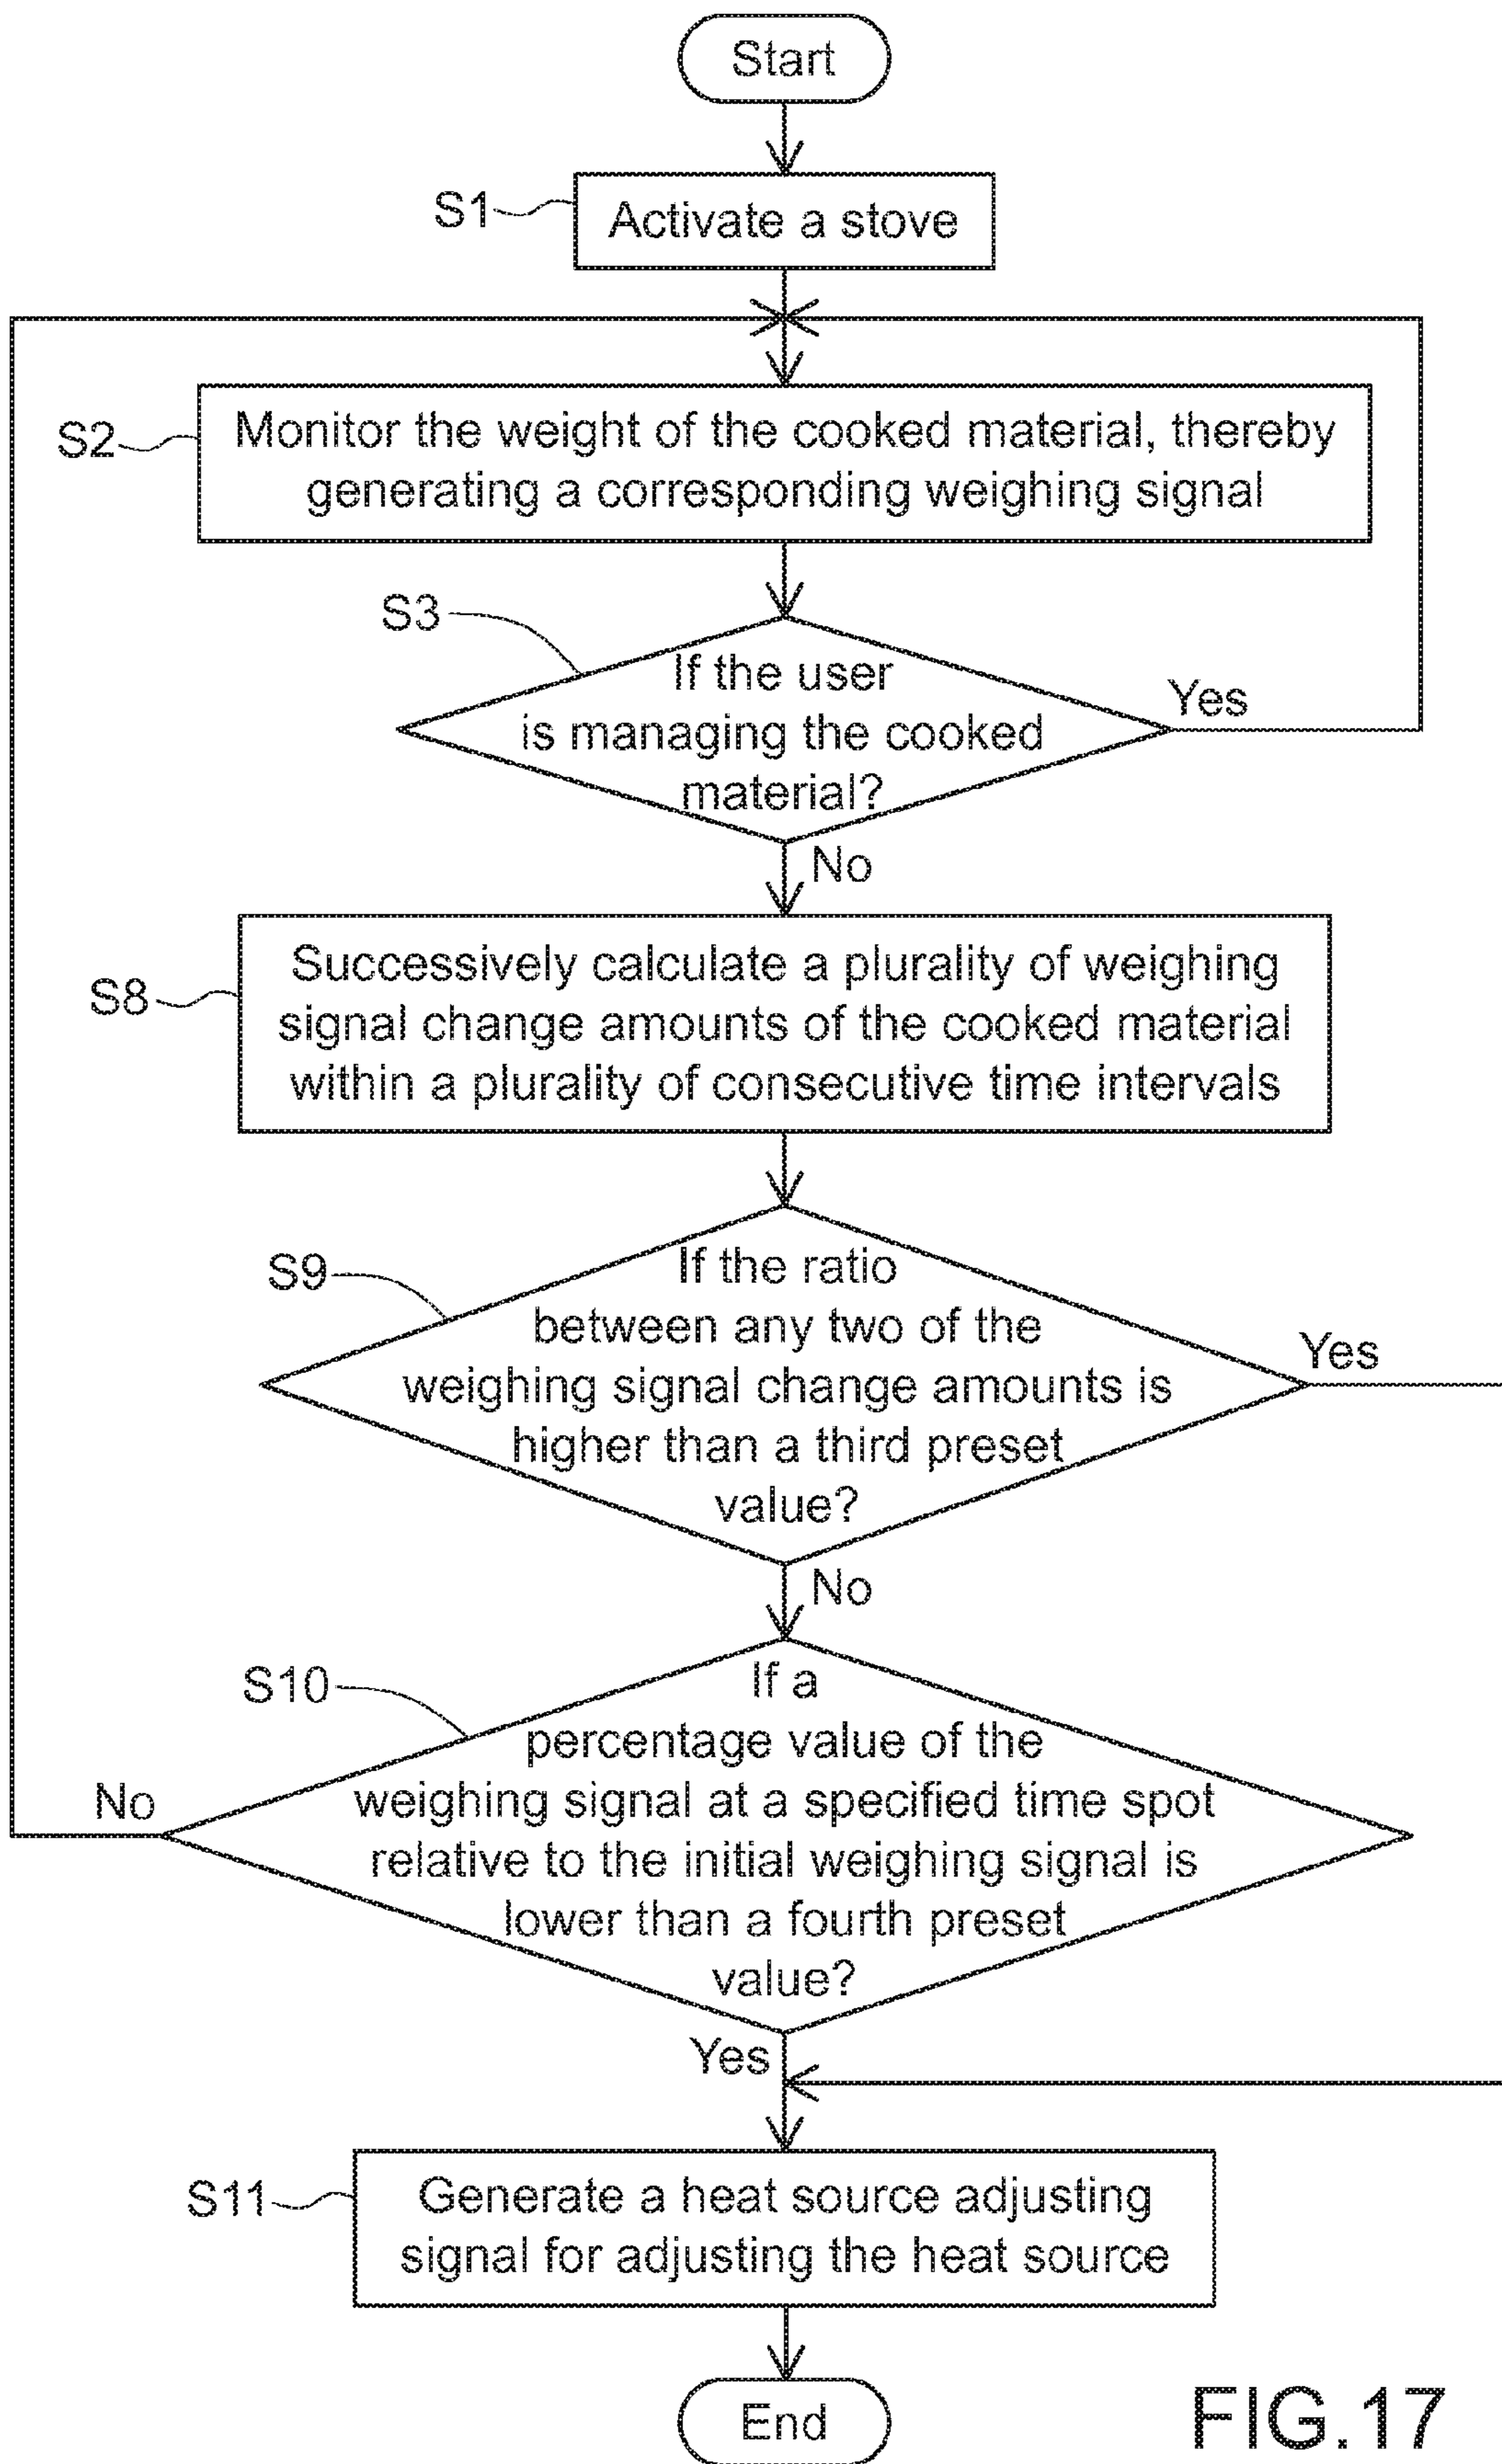 Start
S1
Activate a stove
S2
Monitor the weight of the cooked material, thereby
generating a corresponding weighing signal
S3
If the user
is managing the cooked
material?
Yes
No
S8
Successively calculate a plurality of weighing
signal change amounts of the cooked material
within a plurality of consecutive time intervals
S9
If the ratio
between any two of the
weighing signal change amounts is
higher than a third preset
value?
Yes
No
S10
If a
percentage value of the
weighing signal at a specified time spot
relative to the initial weighing signal is
lower than a fourth preset
value?
No
Yes
S11
Generate a heat source adjusting
signal for adjusting the heat source
End
FIG.17